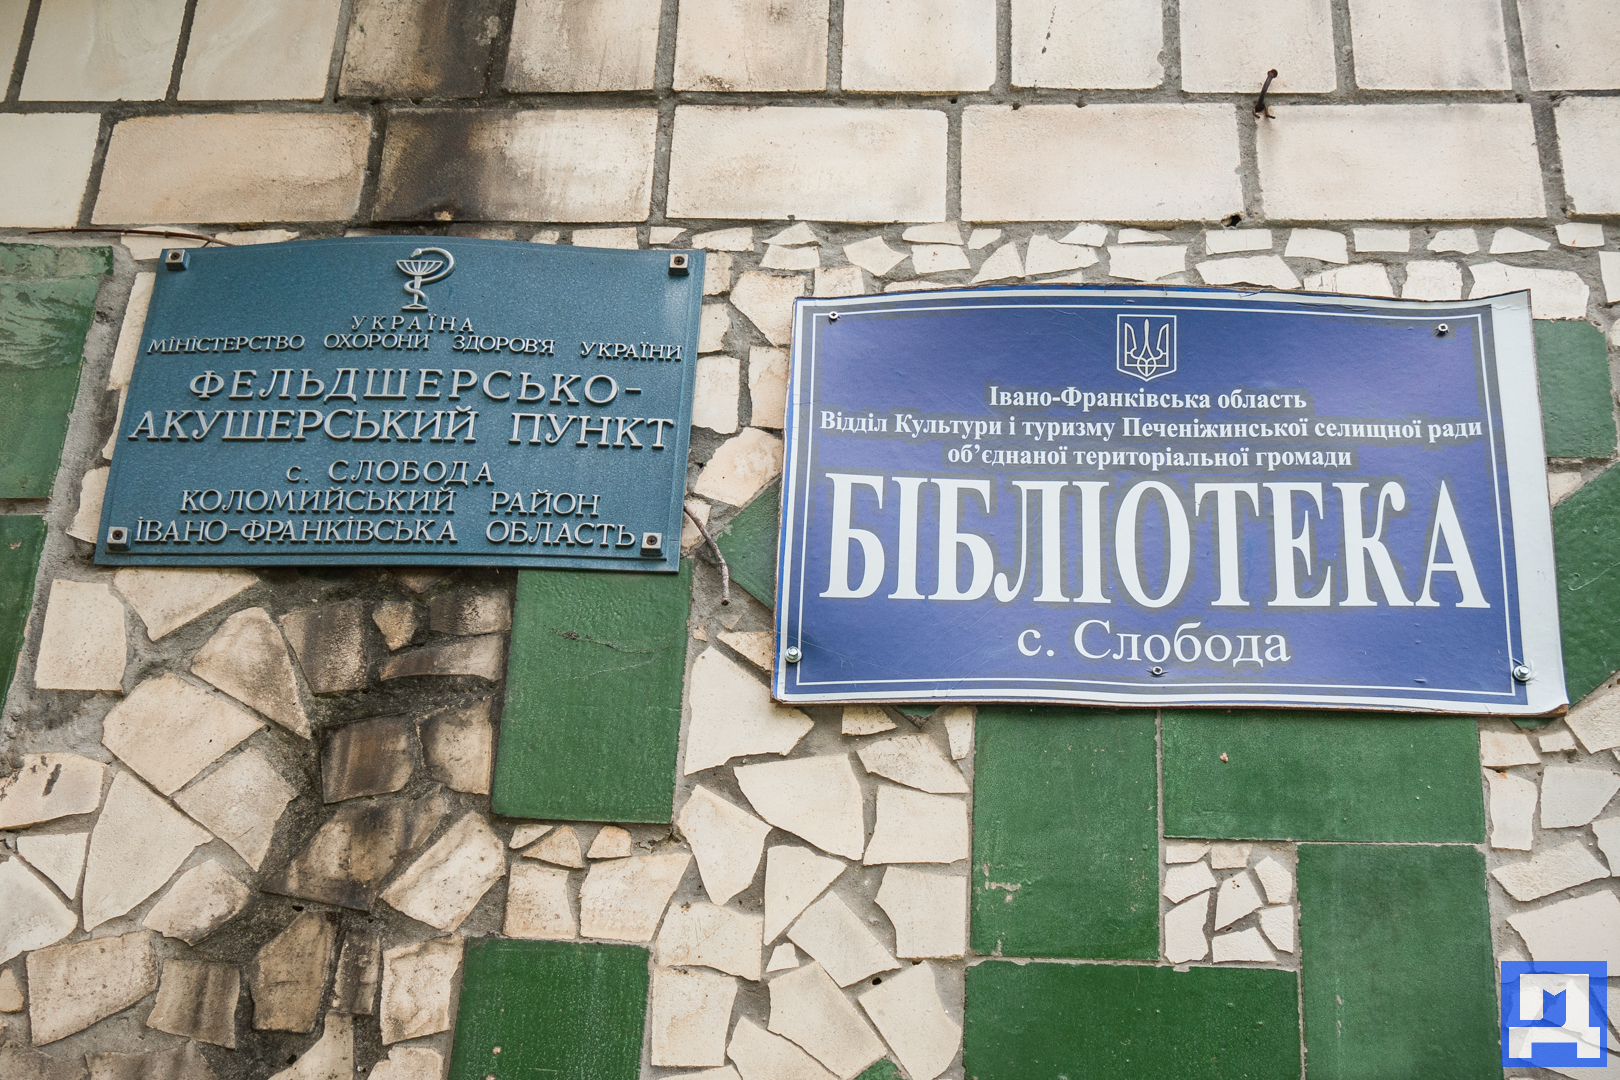 УКРАЇНА
МІНІСТЕРСТВО ОХОРОНИ ЗДОРОВ'Я УКРАЇНИ
ФЕЛЬДШЕРСЬКО-
АКУШЕРСЬКИЙ ПУНКТ
с. СЛОБОДА
КОЛОМИЙСЬКИЙ РАЙОН
ІВАНО-ФРАНКІВСЬКА ОБЛАСТЬ
Івано-Франківська область
Відділ Культури і туризму Печеніжинської селищної ради
об’єднаної територіальної громади
БІБЛІОТЕКА
с. Слобода